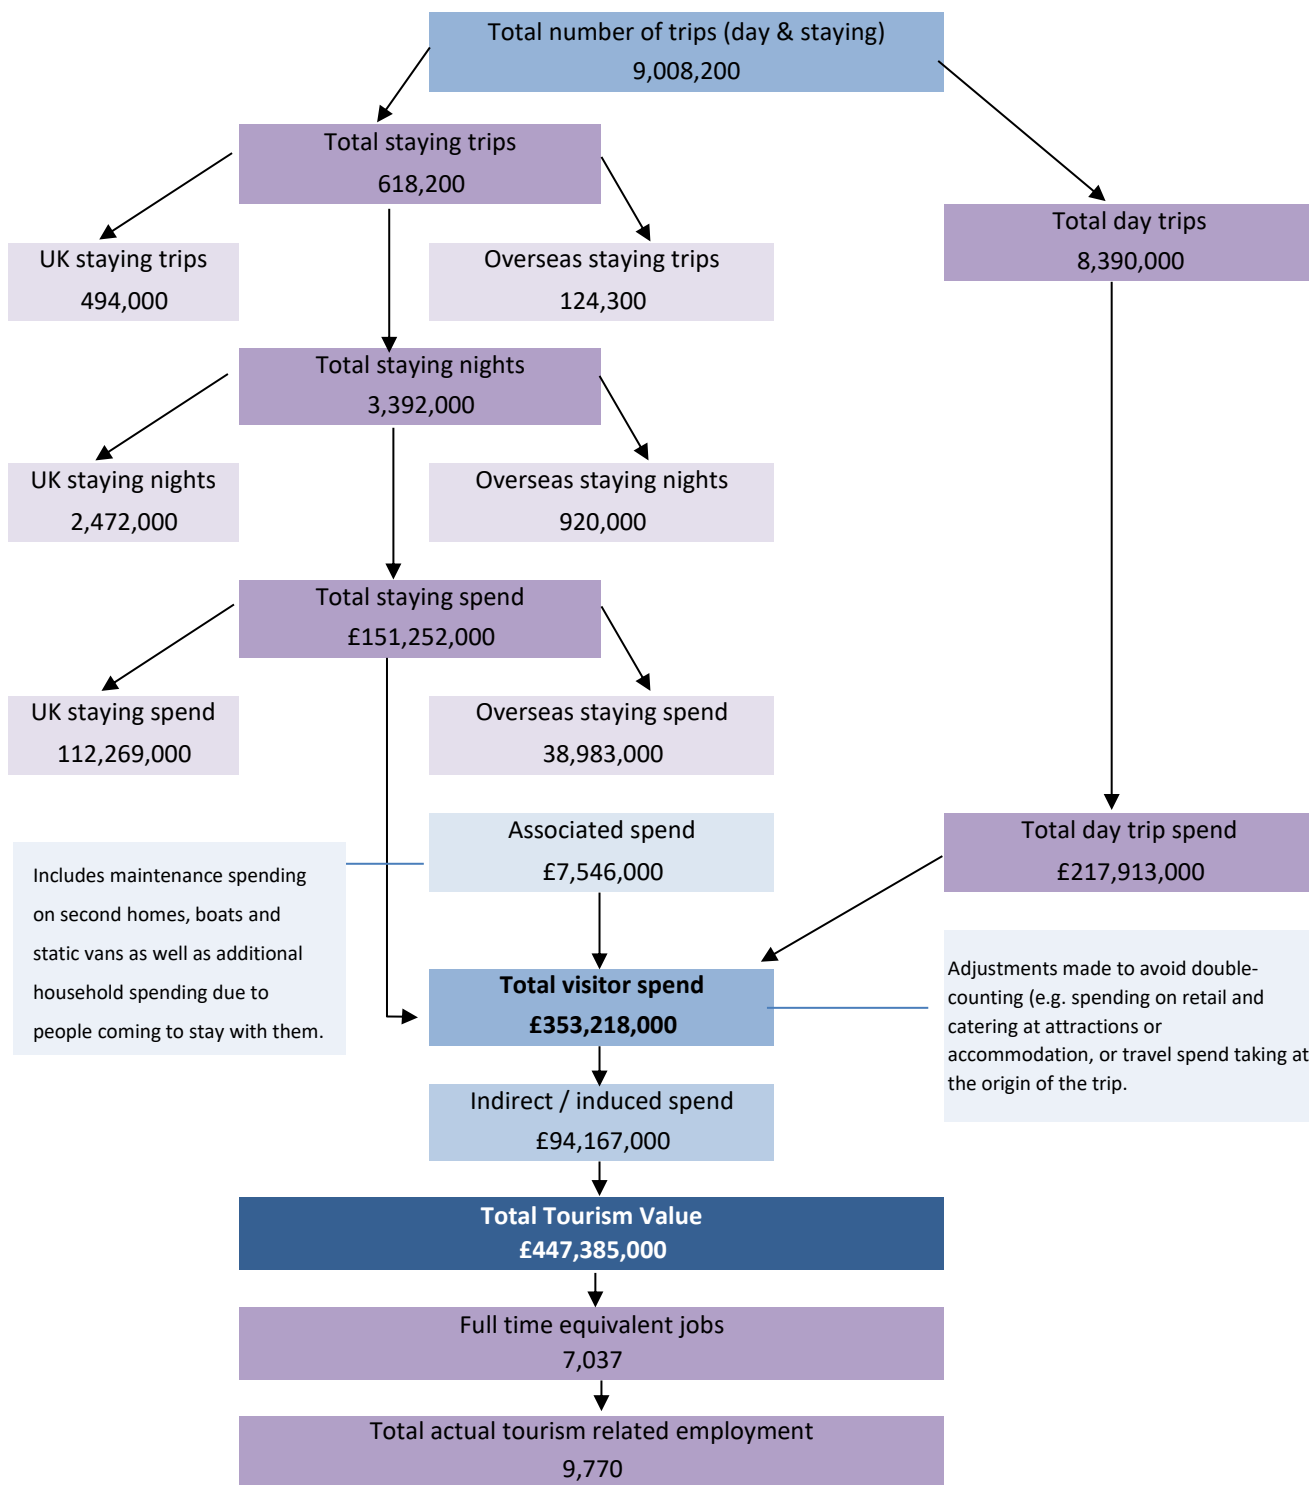 Total number of trips (day & staying)
9,008,200
Total staying trips
618,200
Total day trips
8,390,000
UK staying trips
494,000
Overseas staying trips
124,300
Total staying nights
3,392,000
UK staying nights
2,472,000
Overseas staying nights
920,000
Total staying spend
£151,252,000
UK staying spend
112,269,000
Overseas staying spend
38,983,000
Associated spend
£7,546,000
Total day trip spend
£217,913,000
Includes maintenance spending
on second homes, boats and
static vans as well as additional
household spending due to
people coming to stay with them.
Total visitor spend
£353,218,000
Adjustments made to avoid double-
counting (e.g. spending on retail and
catering at attractions or
accommodation, or travel spend taking at
the origin of the trip.
Indirect / induced spend
£94,167,000
Total Tourism Value
£447,385,000
Full time equivalent jobs
7,037
Total actual tourism related employment
9,770